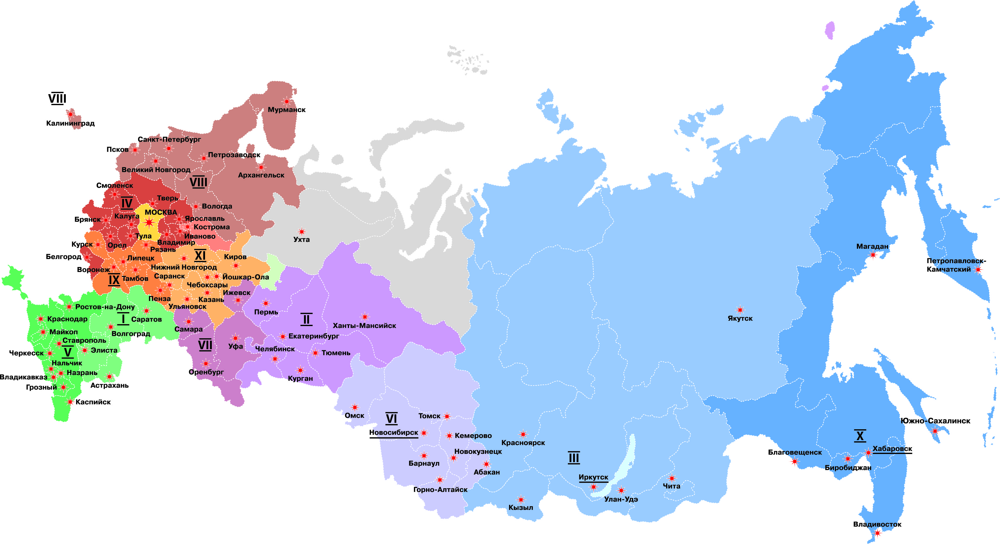 VIII
Калининград
Мурманск
Санкт-Петербург
Псков
Петрозаводск
Великий Новгород
Архангельск
VIII
Смоленск
IV
Тверь
Вологда
МОСКВА
Калуга
Брянск
Ярославль
Кострома
Тула
Иваново
Ухта
Владимир
Курск
Орёл
Рязань
Магадан
XI
Белгород
Липецк
Киров
Петропавловск-
Камчатский
Нижний Новгород
Воронеж
IX
Тамбов
Саранск
Йошкар-Ола
Чебоксары
Ижевск
Пенза
Казань
Ульяновск
Ростов-на-Дону
Пермь
II
I
Краснодар
Саратов
Якутск
Ханты-Мансийск
Самара
Майкоп
Волгоград
Екатеринбург
Ставрополь
VII
Уфа
Челябинск
V
Элиста
Черкесск
Тюмень
Нальчик
Оренбург
Назрань
Владикавказ
Курган
Грозный
Астрахань
Каспийск
Омск
VI
Томск
Южно-Сахалинск
Новосибирск
Кемерово
X
Красноярск
Новокузнецк
III
Хабаровск
Благовещенск
Барнаул
Биробиджан
Абакан
Иркутск
Горно-Алтайск
Чита
Улан-Удэ
Кызыл
Владивосток